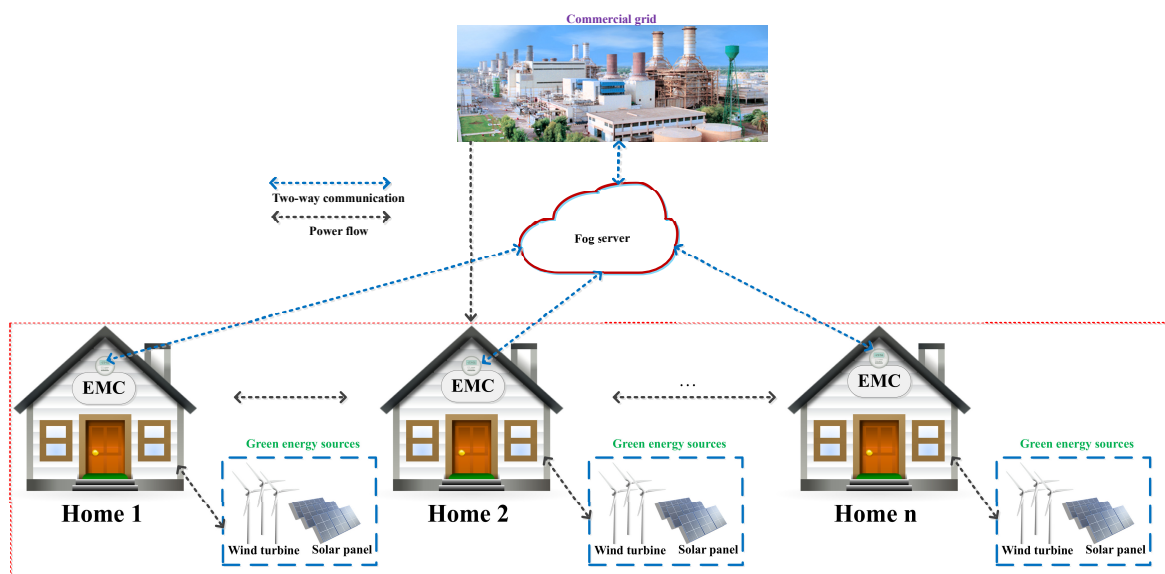 Commercial grid
Two-way communication
Power flow
Fog server
EMC
EMC
EMC
...
Green energy sources
Green energy sources
Green energy sources
Home 1
Home 2
Home n
Wind turbine
Solar panel
Wind turbine
Solar panel
Wind turbine
Solar panel